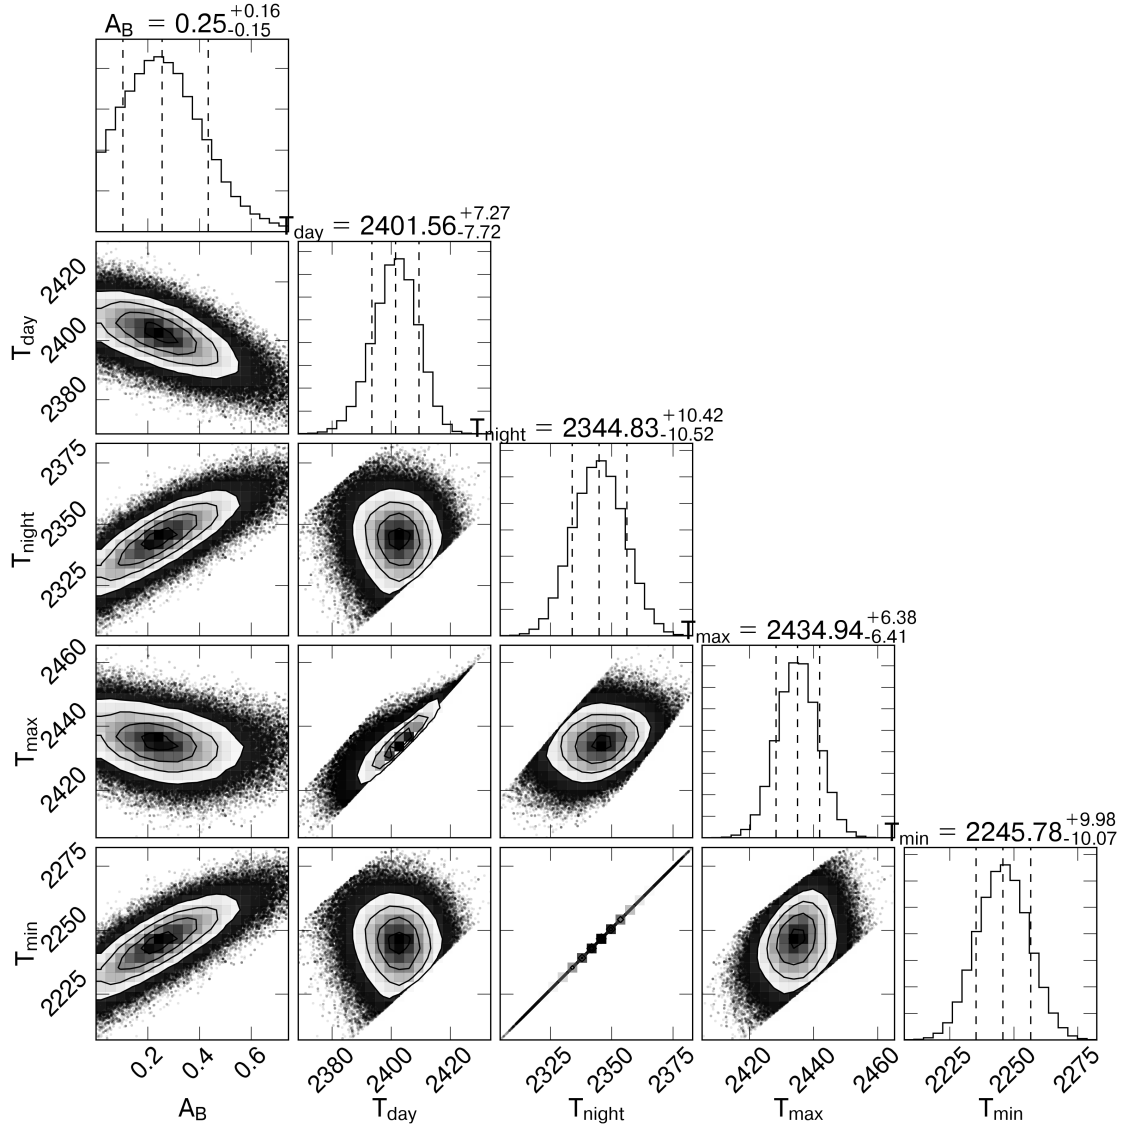 A_B = 0.25 +0.16 -0.15
T_day = 2401.56 +7.27 -7.72
2420
2400
2380
T_day
T_night = 2344.83 +10.42 -10.52
2375
2350
2325
T_night
T_max = 2434.94 +6.38 -6.41
2460
2440
2420
T_max
T_min = 2245.78 +9.98 -10.07
2275
2250
2225
T_min
0.2 0.4 0.6 2380 2400 2420 2325 2350 2375 2420 2440 2460 2225 2250 2275
A_B T_day T_night T_max T_min